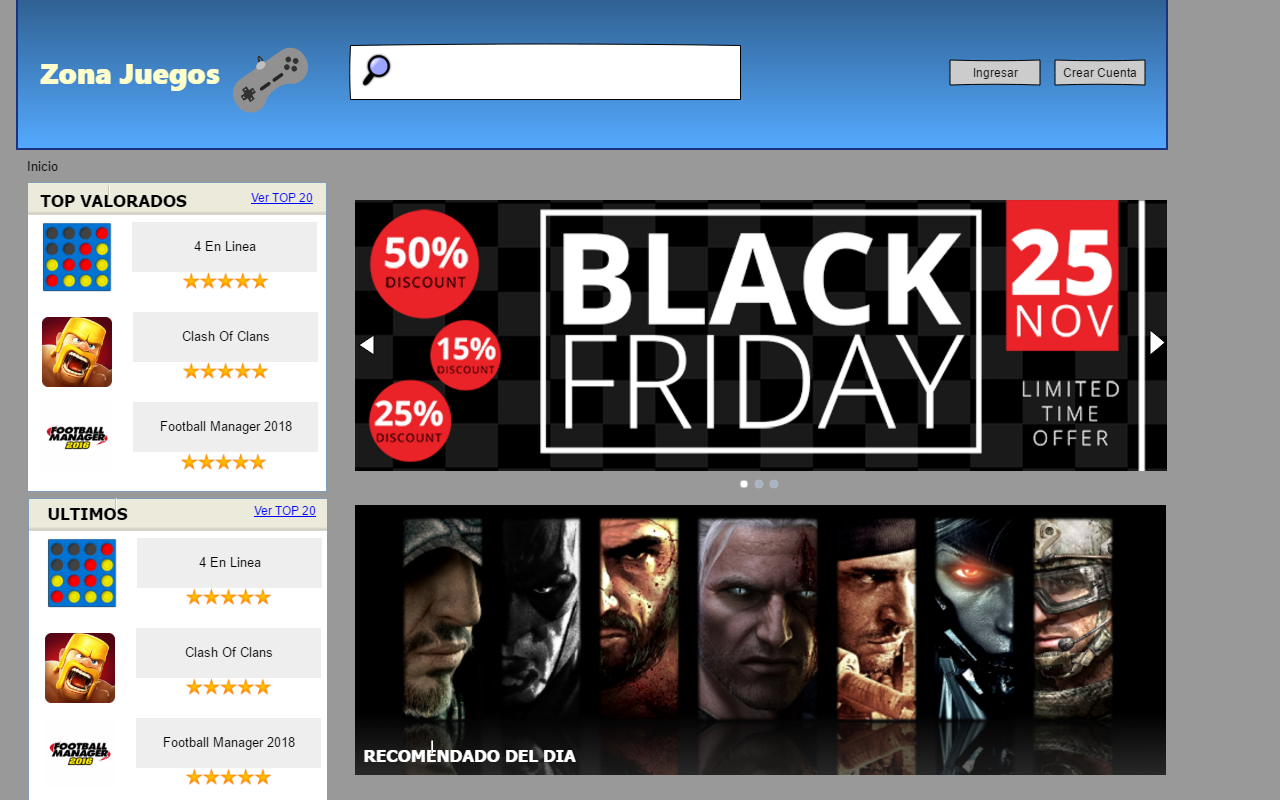 Zona Juegos
Ingresar
Crear Cuenta
Inicio
TOP VALORADOS
Ver TOP 20
4 En Linea
Clash Of Clans
FOOTBALL
MANAGER
2016
Football Manager 2018
ULTIMOS
Ver TOP 20
4 En Linea
Clash Of Clans
FOOTBALL
MANAGER
2016
Football Manager 2018
50%
DISCOUNT
15%
DISCOUNT
25%
DISCOUNT
BLACK
FRIDAY
25
NOV
LIMITED
TIME
OFFER
RECOMENDADO DEL DIA